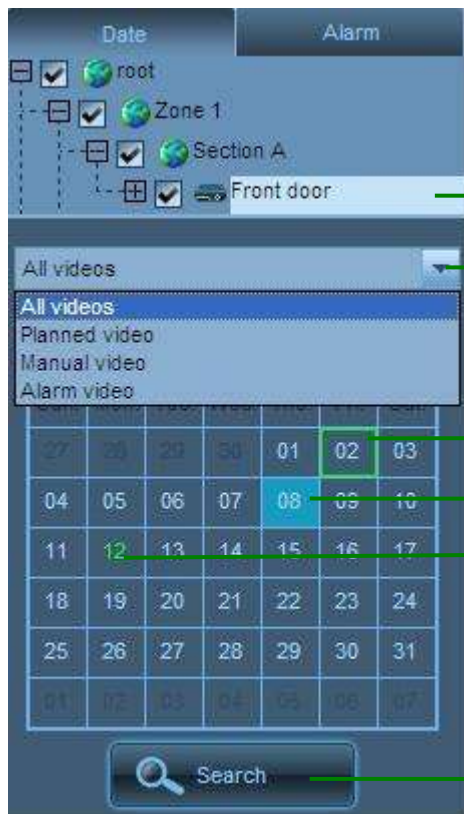 Date Alarm
root
Zone 1
Section A
Front door
All videos
All videos
Planned video
Manual video
Alarm video
27 28 29 30 01 02 03
04 05 06 07 08 09 10
11 12 13 14 15 16 17
18 19 20 21 22 23 24
25 26 27 28 29 30 31
01 02 03 04 05 06 07
Search